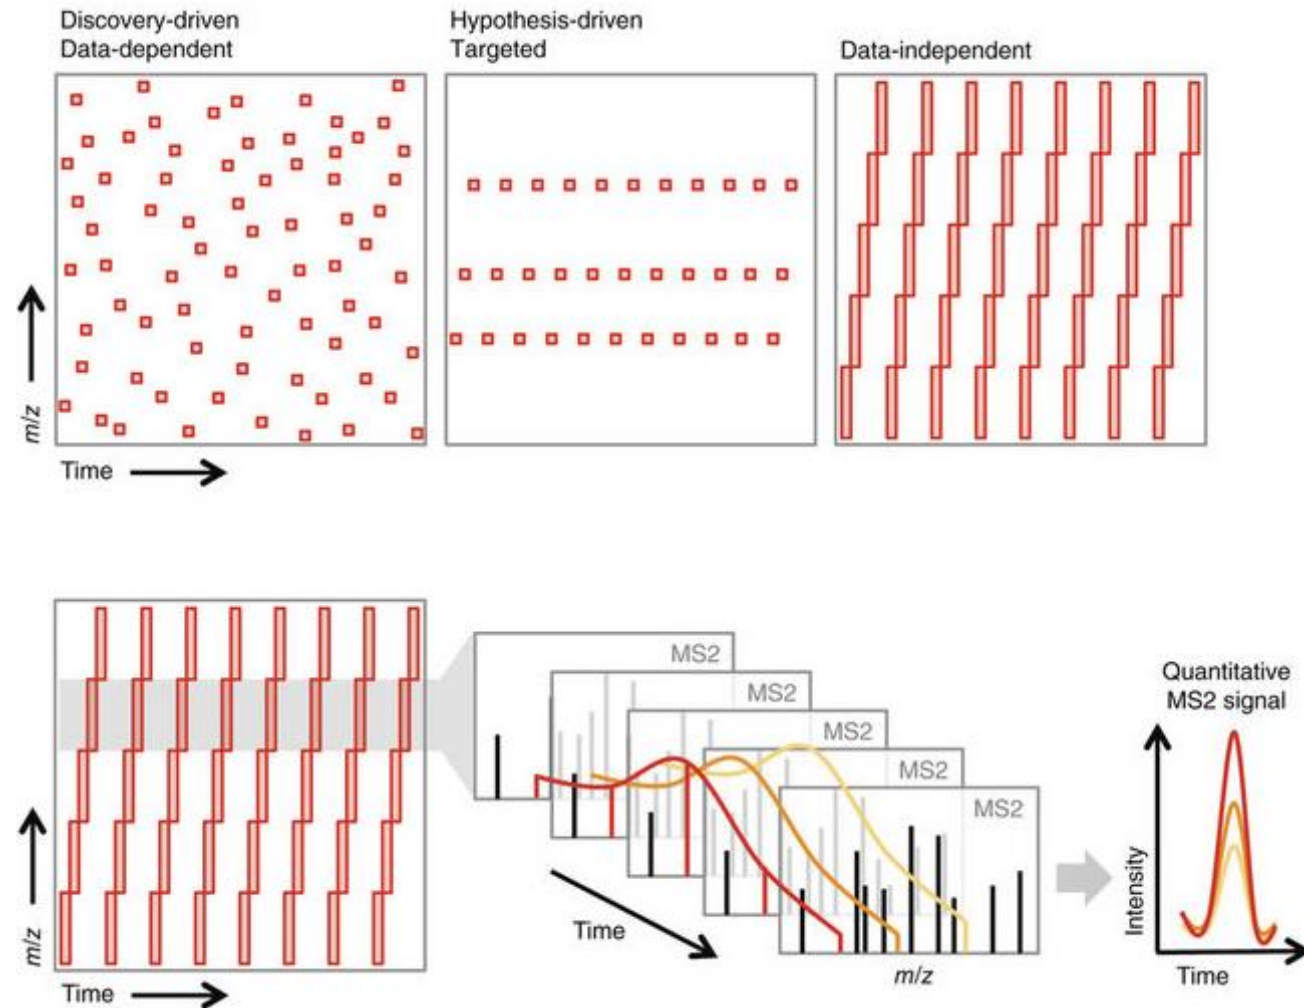 Discovery-driven
Data-dependent
Hypothesis-driven
Targeted
Data-independent
m/z
Time
MS2
MS2
MS2
MS2
MS2
Time
m/z
Quantitative
MS2 signal
Intensity
Time
m/z
Time